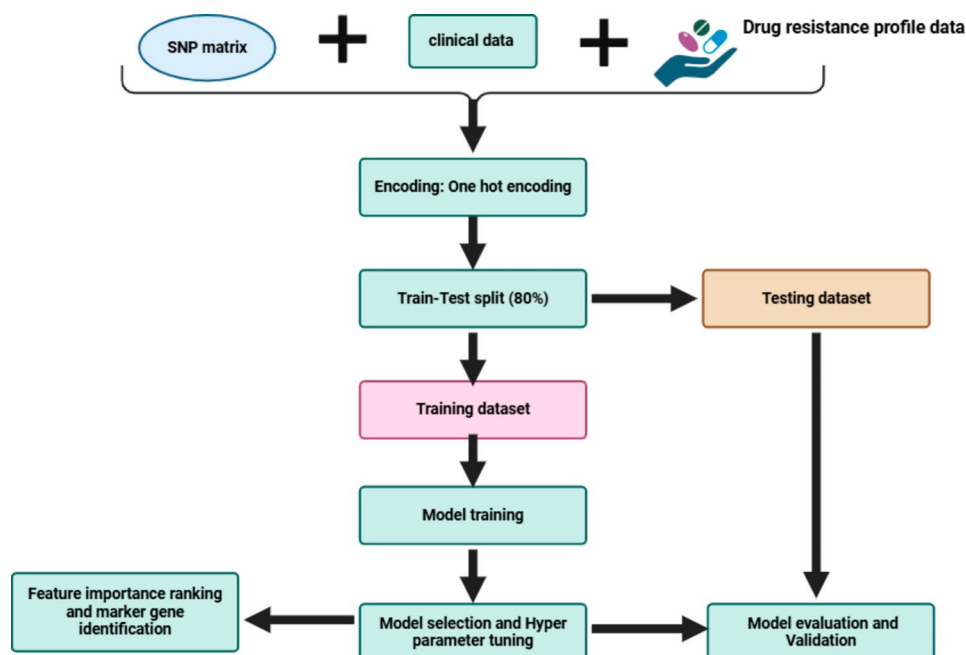 SNP matrix
clinical data
Drug resistance profile data
Encoding: One hot encoding
Train-Test split (80%)
Testing dataset
Training dataset
Model training
Feature importance ranking
and marker gene
identification
Model selection and Hyper
parameter tuning
Model evaluation and
Validation